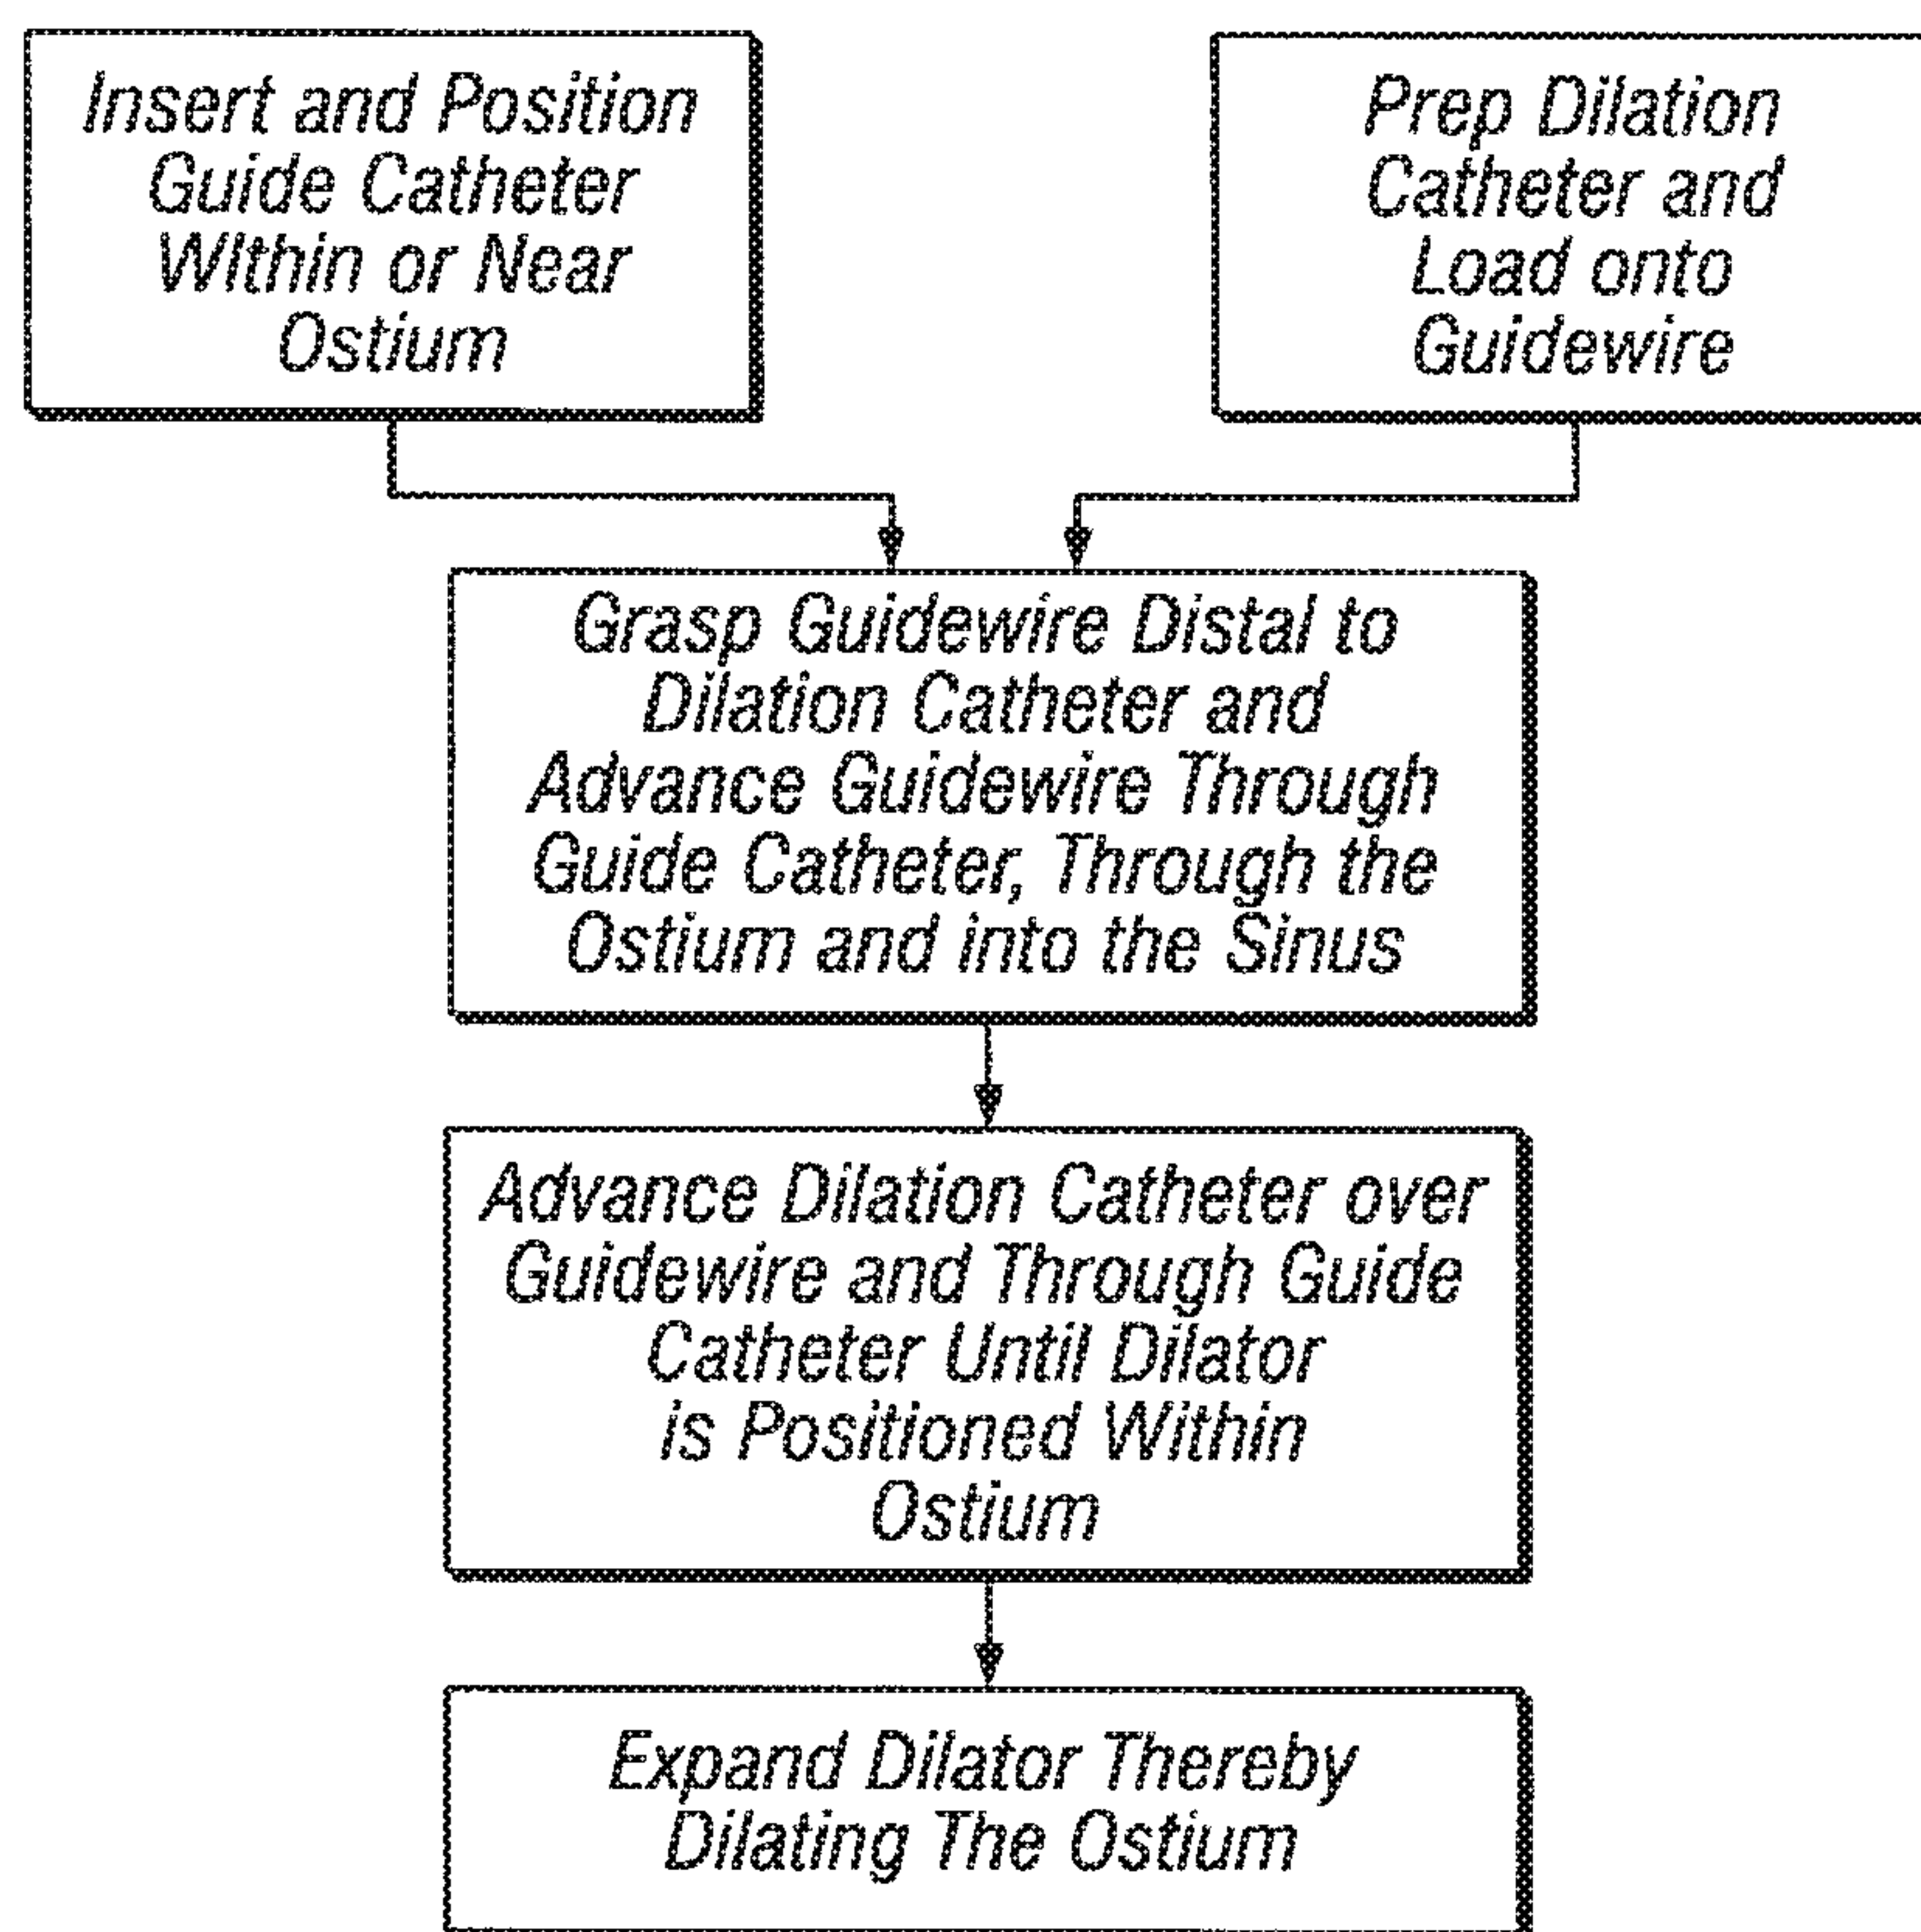 Insert and Position
Guide Catheter
WIthin or Near
Ostium
Prep Dilation
Catheter and
Load onto
Guidewire
Grasp Guidewire Distal to
Dilation Catheter and
Advance Guidewire Through
Guide Catheter, Through the
Ostium and into the Sinus
Advance Dilation Catheter over
Guidewire and Through Guide
Catheter Until Dilator
is Positioned Within
Ostium
Expand Dilator Thereby
Dilating The Ostium